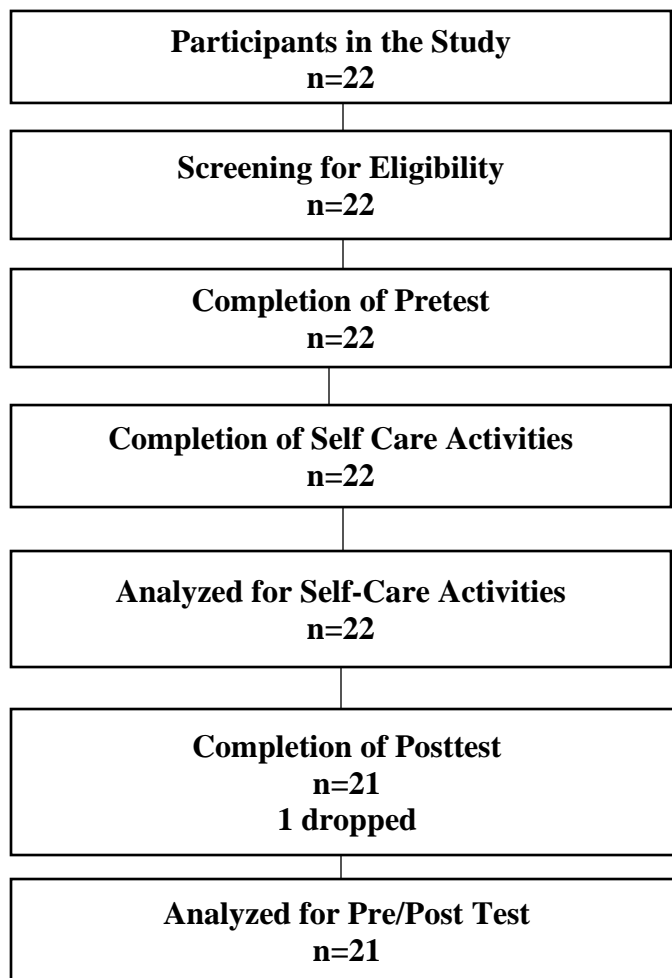 Participants in the Study
n=22
Screening for Eligibility
n=22
Completion of Pretest
n=22
Completion of Self Care Activities
n=22
Analyzed for Self-Care Activities
n=22
Completion of Posttest
n=21
1 dropped
Analyzed for Pre/Post Test
n=21